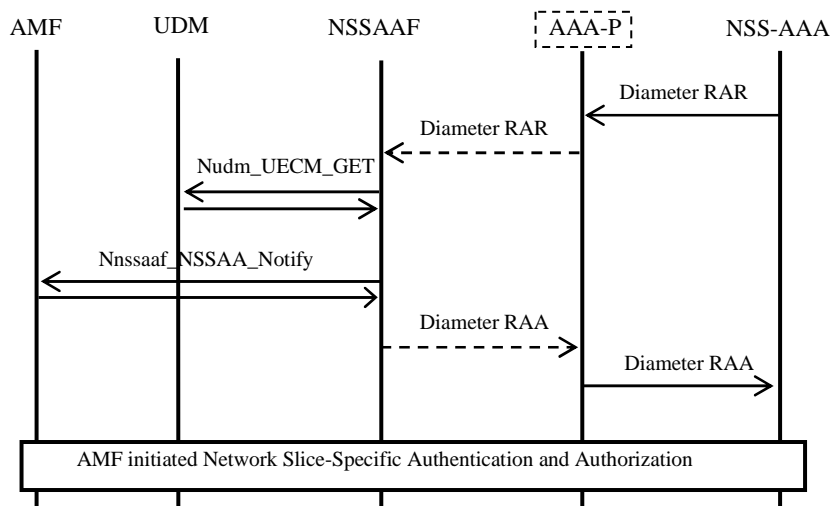 AMF UDM NSSAAF AAA-P NSS-AAA
Diameter RAR
Diameter RAR
Nudm_UECM_GET
Nnssaaf_NSSAA_Notify
Diameter RAA
Diameter RAA
AMF initiated Network Slice-Specific Authentication and Authorization